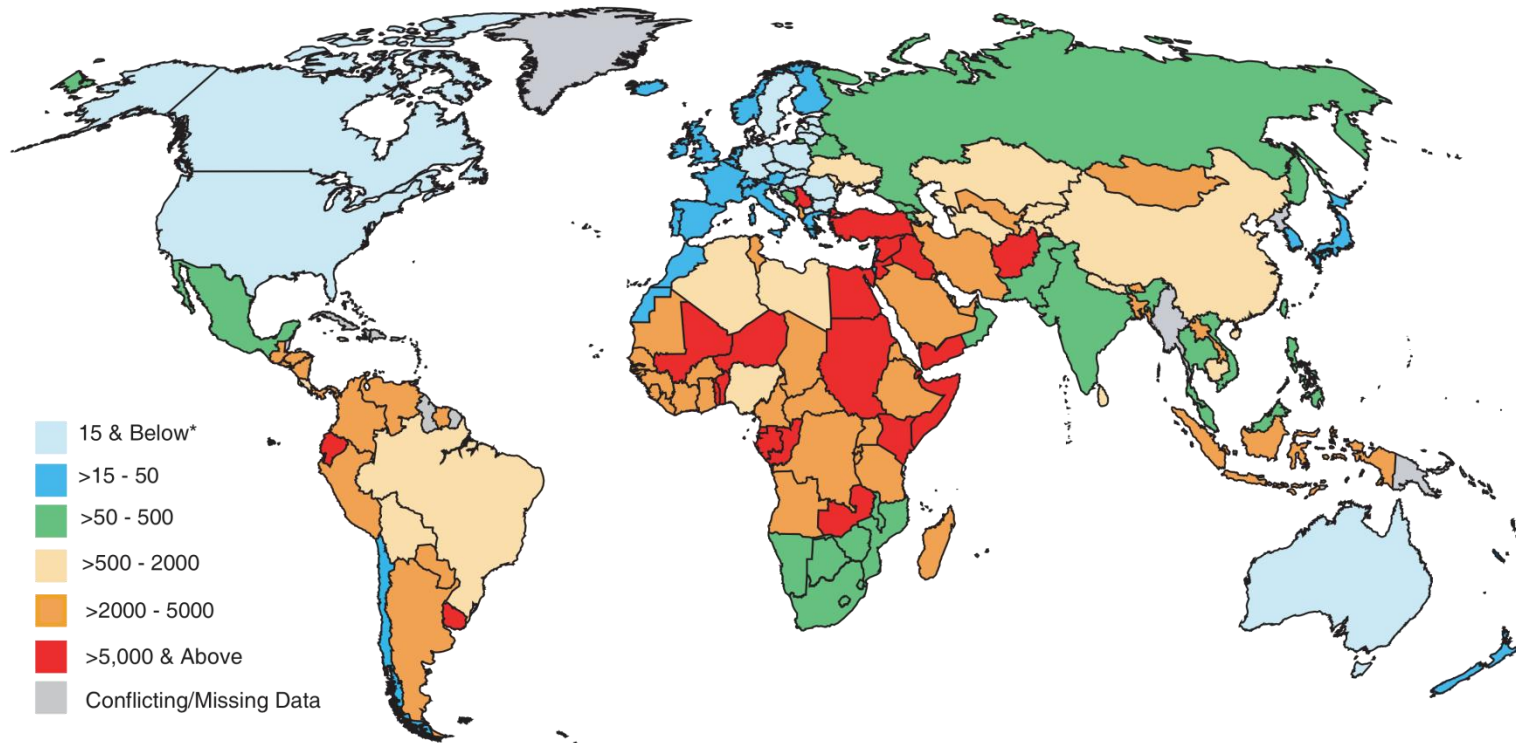 15 & Below*
>15 - 50
>50 - 500
>500 - 2000
>2000 - 5000
>5,000 & Above
Conflicting/Missing Data